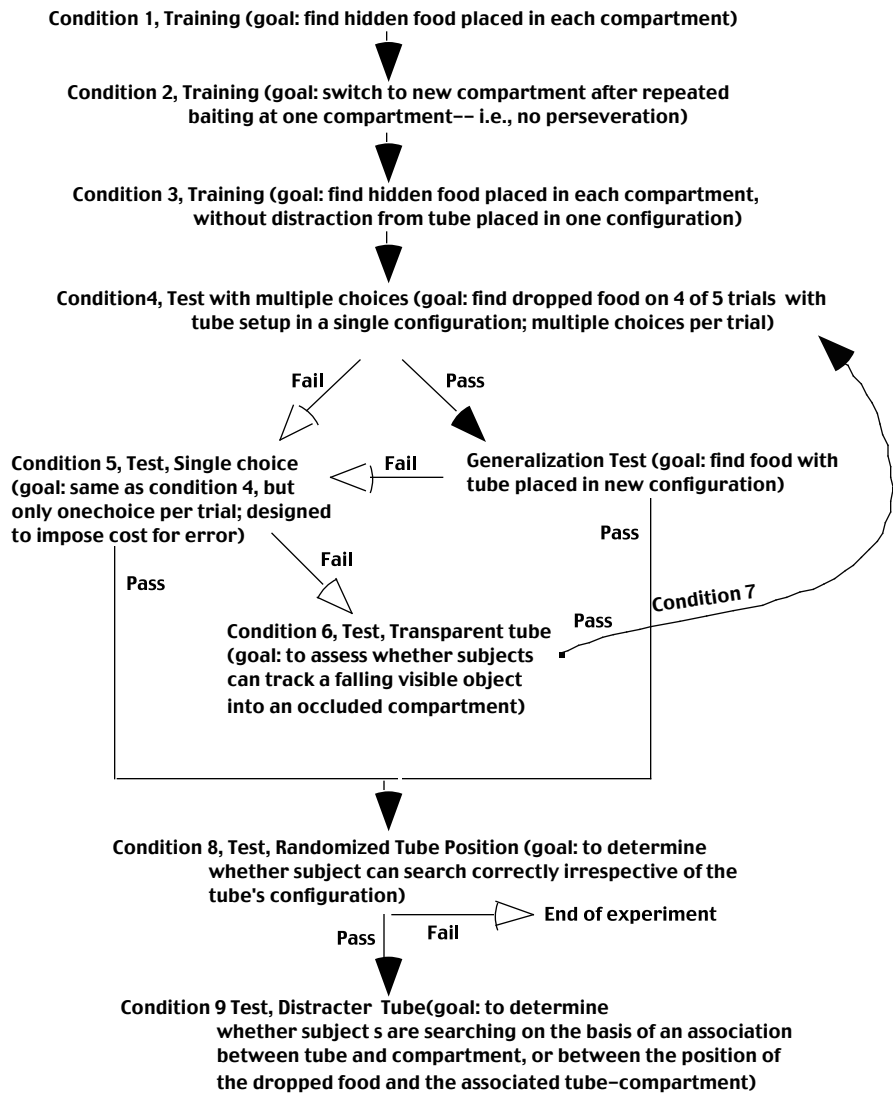 Condition 1, Training (goal: find hidden food placed in each compartment)
Condition 2, Training (goal: switch to new compartment after repeated
baiting at one compartment-- i.e., no perseveration)
Condition 3, Training (goal: find hidden food placed in each compartment,
without distraction from tube placed in one configuration)
Condition4, Test with multiple choices (goal: find dropped food on 4 of 5 trials with
tube setup in a single configuration; multiple choices per trial)
Fail
Pass
Condition 5, Test, Single choice
(goal: same as condition 4, but
only onechoice per trial; designed
to impose cost for error)
Fail
Generalization Test (goal: find food with
tube placed in new configuration)
Pass
Fail
Pass
Condition 7
Pass
Condition 6, Test, Transparent tube
(goal: to assess whether subjects
can track a falling visible object
into an occluded compartment)
Condition 8, Test, Randomized Tube Position (goal: to determine
whether subject can search correctly irrespective of the
tube's configuration)
End of experiment
Pass
Fail
Condition 9 Test, Distracter Tube(goal: to determine
whether subject s are searching on the basis of an association
between tube and compartment, or between the position of
the dropped food and the associated tube-compartment)